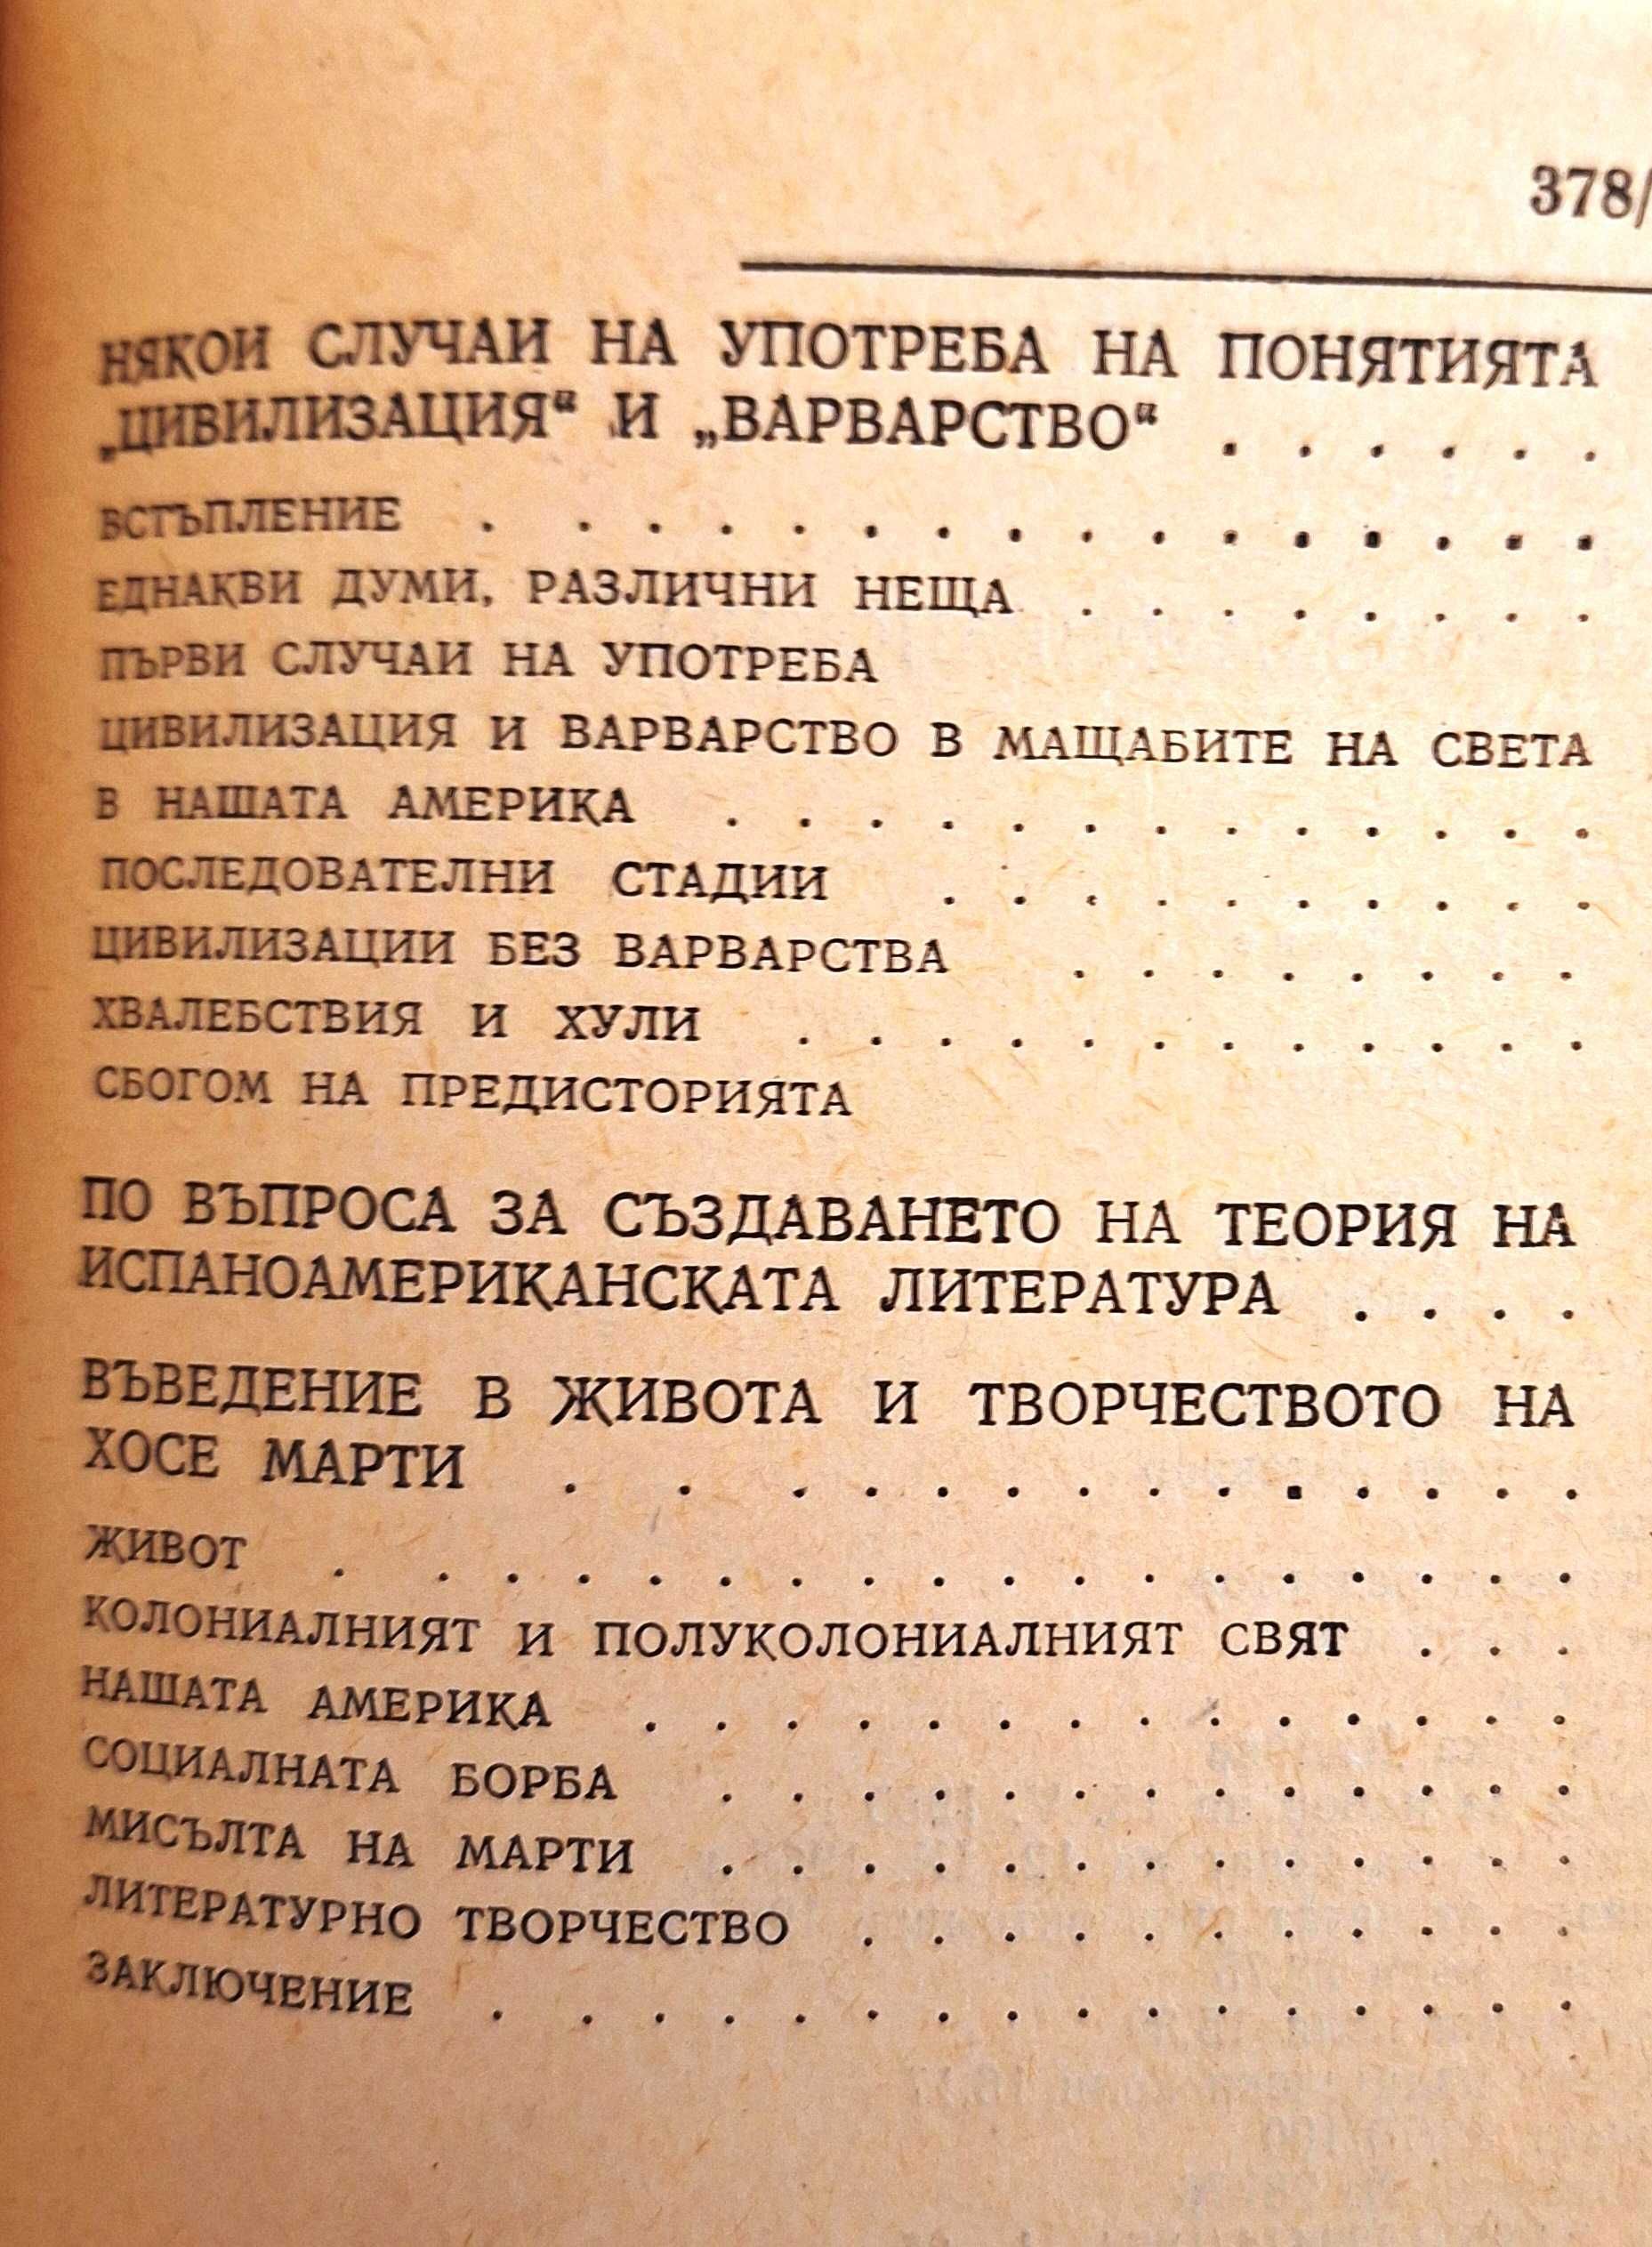 378/
НЯКОИ СЛУЧАИ НА УПОТРЕБА НА ПОНЯТИЯТА
„ЦИВИЛИЗАЦИЯ“ И „ВАРВАРСТВО“ . . . . . .
ВСТЪПЛЕНИЕ . . . . . . . . . . . . . . . .
ЕДНАКВИ ДУМИ, РАЗЛИЧНИ НЕЩА . . . . . . . .
ПЪРВИ СЛУЧАИ НА УПОТРЕБА
ЦИВИЛИЗАЦИЯ И ВАРВАРСТВО В МАЩАБИТЕ НА СВЕТА
В НАШАТА АМЕРИКА . . . . . . . . . . . . .
ПОСЛЕДОВАТЕЛНИ СТАДИИ . . . . . . . . . .
ЦИВИЛИЗАЦИИ БЕЗ ВАРВАРСТВА . . . . . . . .
ХВАЛЕБСТВИЯ И ХУЛИ . . . . . . . . . . . .
СБОГОМ НА ПРЕДИСТОРИЯТА
ПО ВЪПРОСА ЗА СЪЗДАВАНЕТО НА ТЕОРИЯ НА
ИСПАНОАМЕРИКАНСКАТА ЛИТЕРАТУРА . . . .
ВЪВЕДЕНИЕ В ЖИВОТА И ТВОРЧЕСТВОТО НА
ХОСЕ МАРТИ . . . . . . . . . . . . . .
ЖИВОТ . . . . . . . . . . . . . . . . . .
КОЛОНИАЛНИЯТ И ПОЛУКОЛОНИАЛНИЯТ СВЯТ . . .
НАШАТА АМЕРИКА . . . . . . . . . . . . . .
СОЦИАЛНАТА БОРБА . . . . . . . . . . . . .
МИСЪЛТА НА МАРТИ . . . . . . . . . . . . .
ЛИТЕРАТУРНО ТВОРЧЕСТВО . . . . . . . . . . .
ЗАКЛЮЧЕНИЕ . . . . . . . . . . . . . . . .